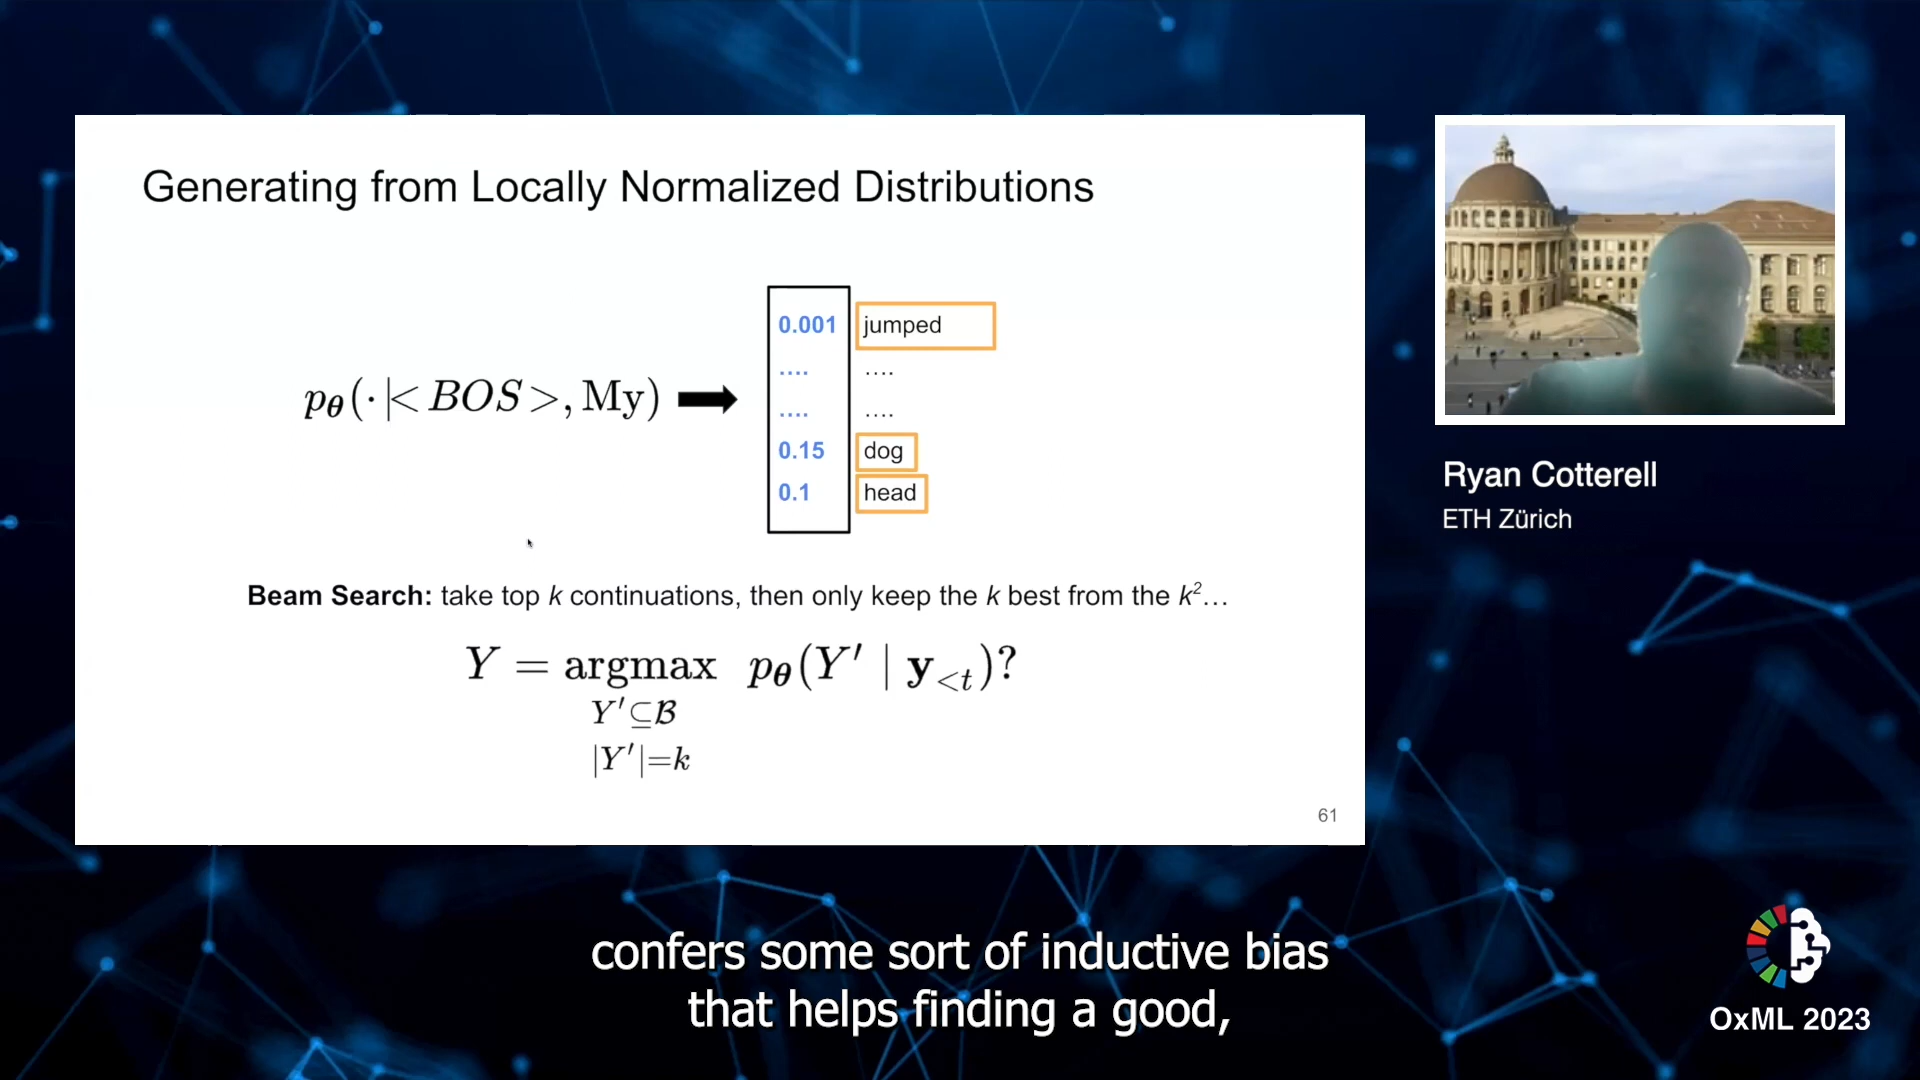 Generating from Locally Normalized Distributions
pθ(· |< BOS >, My)
0.001 jumped
.... ....
.... ....
0.15 dog
0.1 head
Beam Search: take top k continuations, then only keep the k best from the k²…
Y = argmax pθ(Y′ | y<t)?
Y′⊆ℬ
|Y′|=k
61
Ryan Cotterell
ETH Zürich
confers some sort of inductive bias
that helps finding a good,
OxML 2023